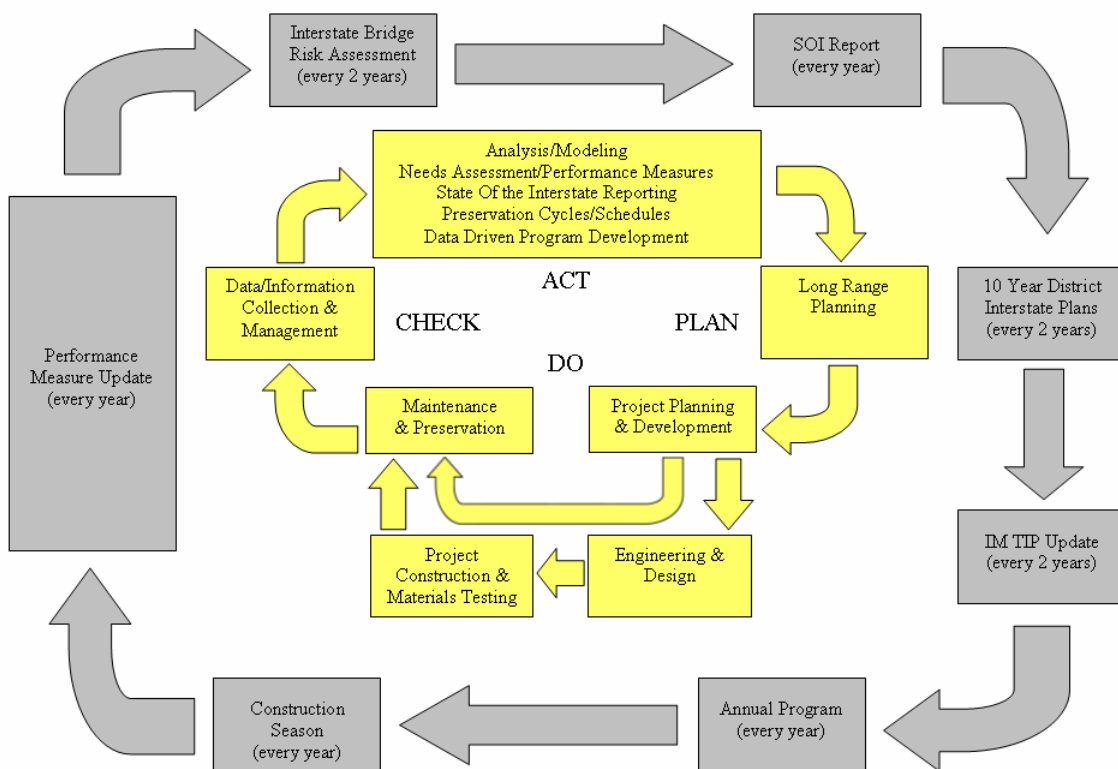 Interstate Bridge
Risk Assessment
(every 2 years)
SOI Report
(every year)
Analysis/Modeling
Needs Assessment/Performance Measures
State Of the Interstate Reporting
Preservation Cycles/Schedules
Data Driven Program Development
ACT
Data/Information
Collection &
Management
CHECK
PLAN
Long Range
Planning
10 Year District
Interstate Plans
(every 2 years)
Performance
Measure Update
(every year)
DO
Maintenance
& Preservation
Project Planning
& Development
Project
Construction &
Materials Testing
Engineering &
Design
IM TIP Update
(every 2 years)
Construction
Season
(every year)
Annual Program
(every year)